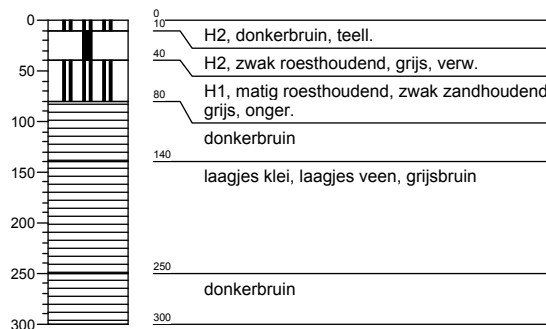 0
50
100
150
200
250
300
0
10
H2, donkerbruin, teell.
40
H2, zwak roesthoudend, grijs, verw.
80
H1, matig roesthoudend, zwak zandhoudend
grijs, onger.
donkerbruin
140
laagjes klei, laagjes veen, grijsbruin
250
donkerbruin
300